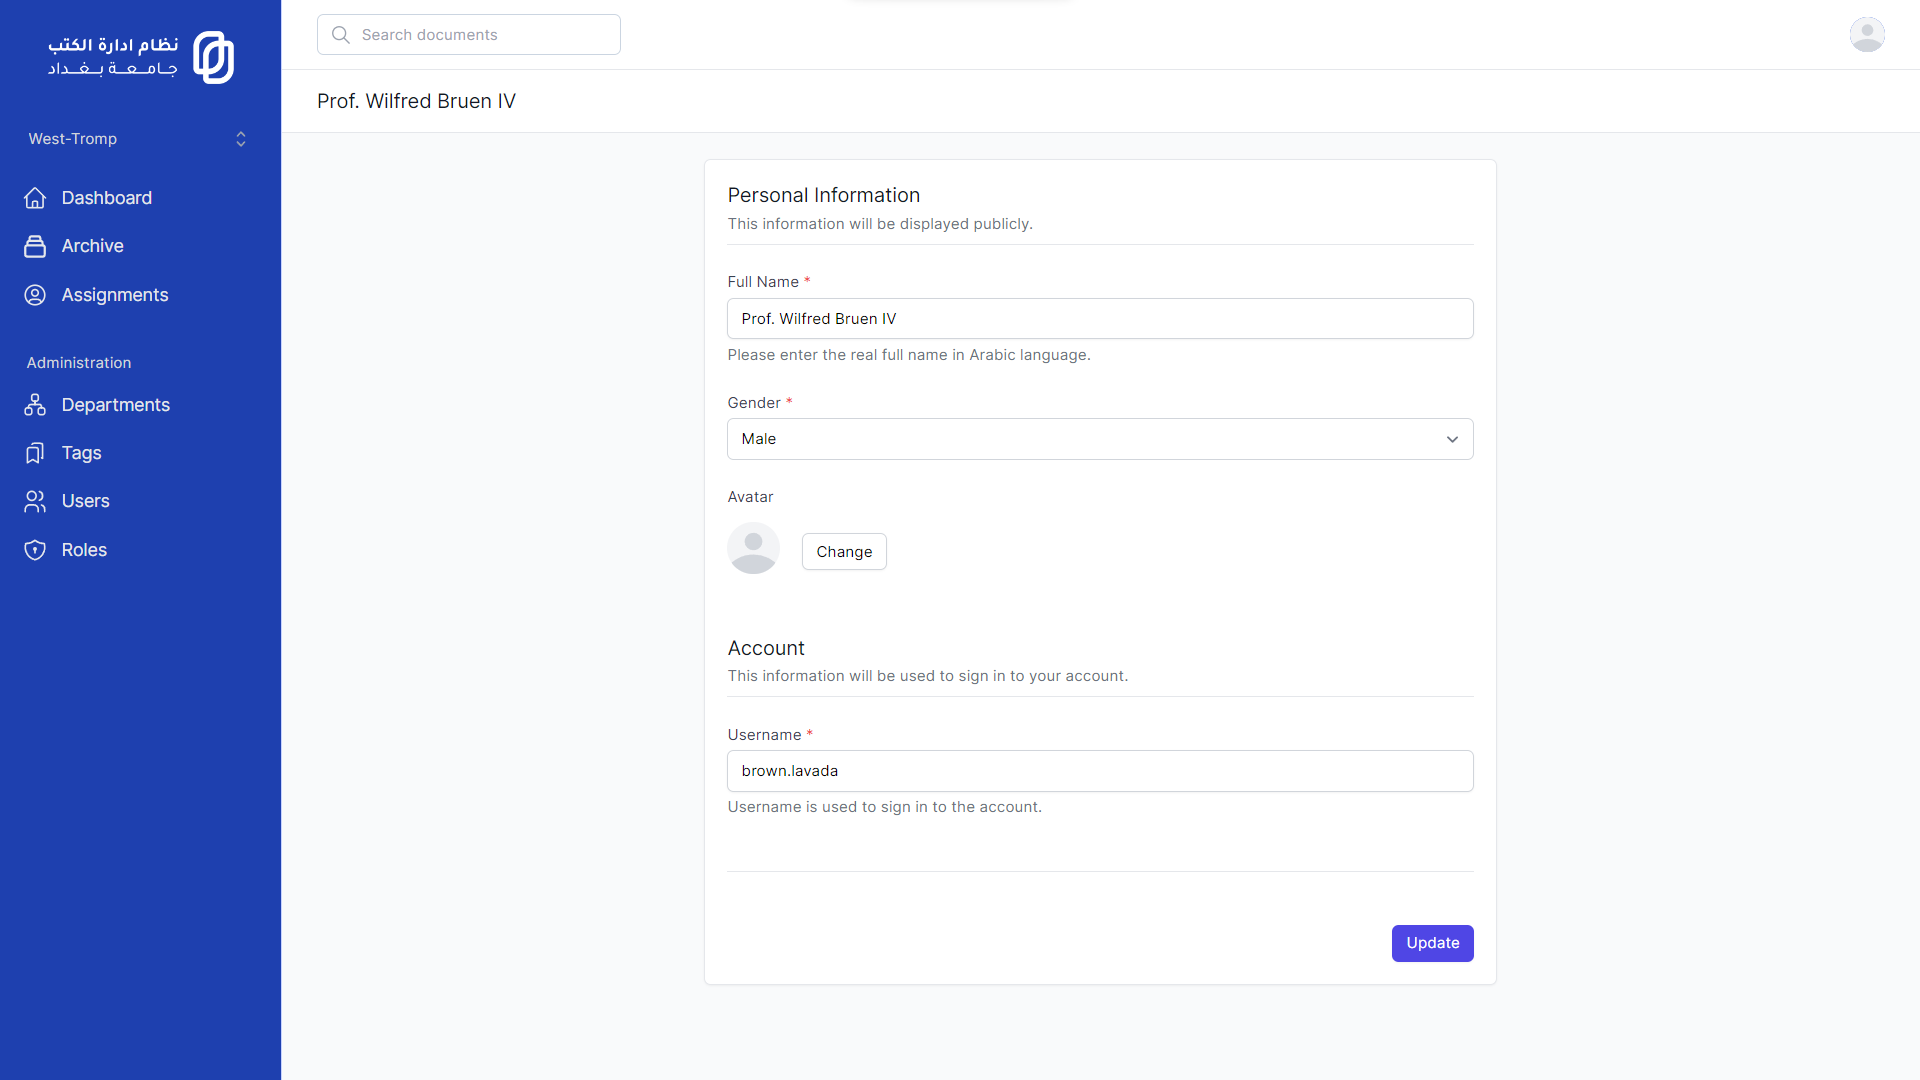 نظام ادارة الكتب
جامعة بغداد
West-Tromp
Dashboard
Archive
Assignments
Administration
Departments
Tags
Users
Roles
Search documents
Prof. Wilfred Bruen IV
Personal Information
This information will be displayed publicly.
Full Name *
Prof. Wilfred Bruen IV
Please enter the real full name in Arabic language.
Gender *
Male
Avatar
Change
Account
This information will be used to sign in to your account.
Username *
brown.lavada
Username is used to sign in to the account.
Update